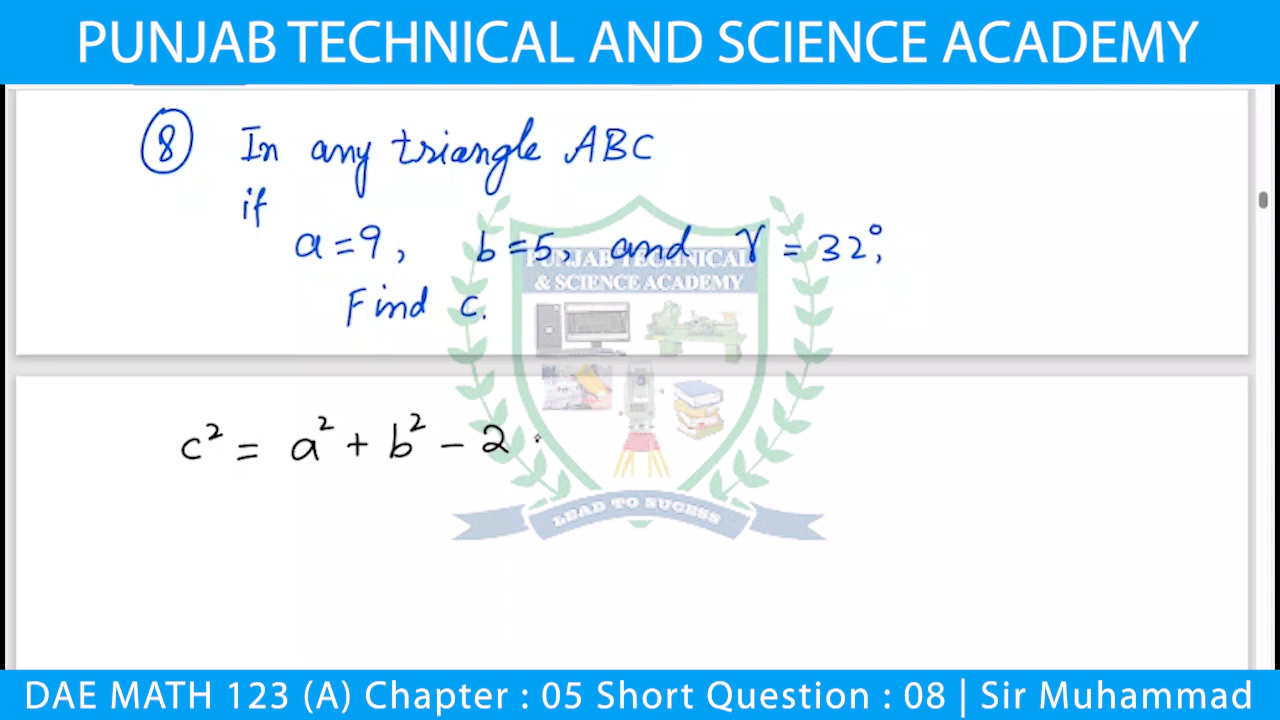 PUNJAB TECHNICAL AND SCIENCE ACADEMY
⑧ In any triangle ABC
if
a = 9, b = 5, and γ = 32°,
Find c.
PUNJAB TECHNICAL
& SCIENCE ACADEMY
c² = a² + b² - 2
LEAD TO SUCESS
DAE MATH 123 (A) Chapter : 05 Short Question : 08 | Sir Muhammad